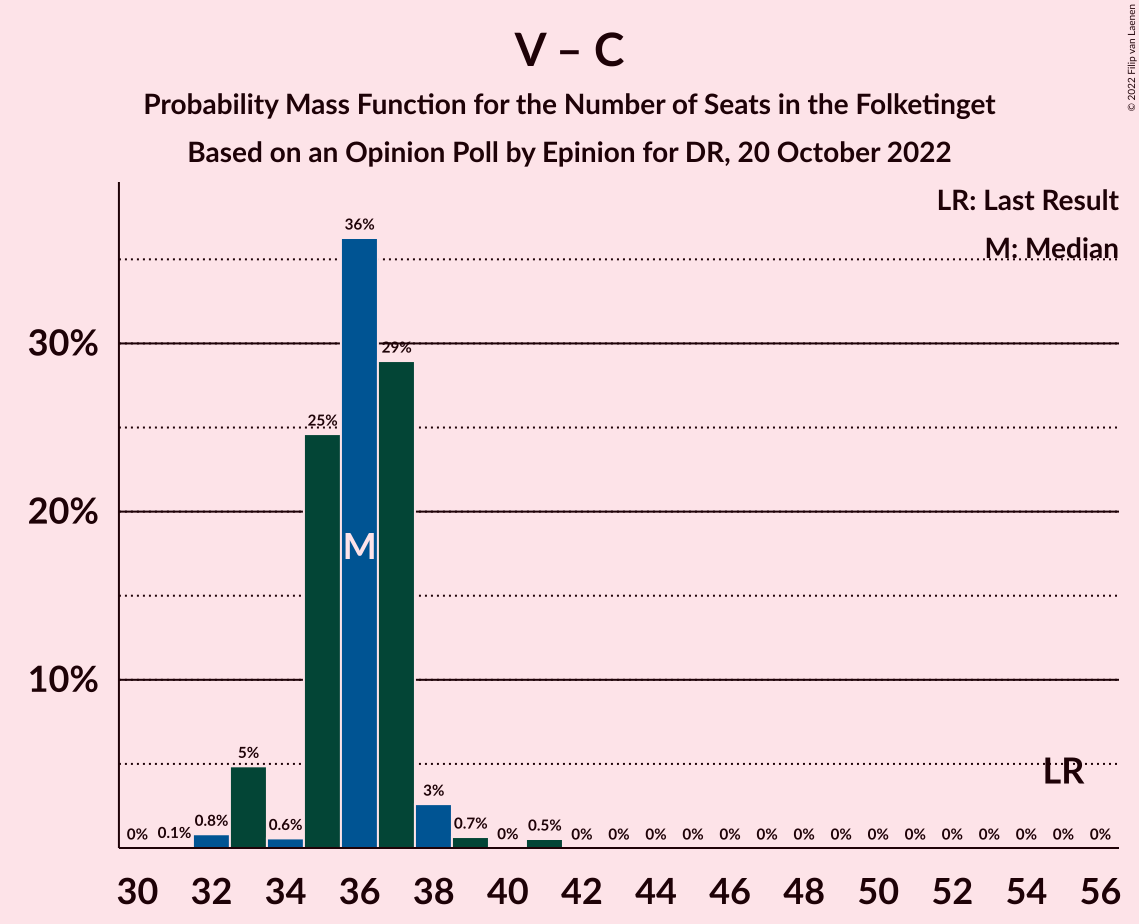 © 2022 Filip van Laenen
V – C
Probability Mass Function for the Number of Seats in the Folketinget
Based on an Opinion Poll by Epinion for DR, 20 October 2022
LR: Last Result
M: Median
30%
20%
10%
0% 0.1% 0.8% 5% 0.6% 25% 36% 29% 3% 0.7% 0% 0.5% 0% 0% 0% 0% 0% 0% 0% 0% 0% 0% 0% 0% 0% 0% 0%
M
LR
30 32 34 36 38 40 42 44 46 48 50 52 54 56